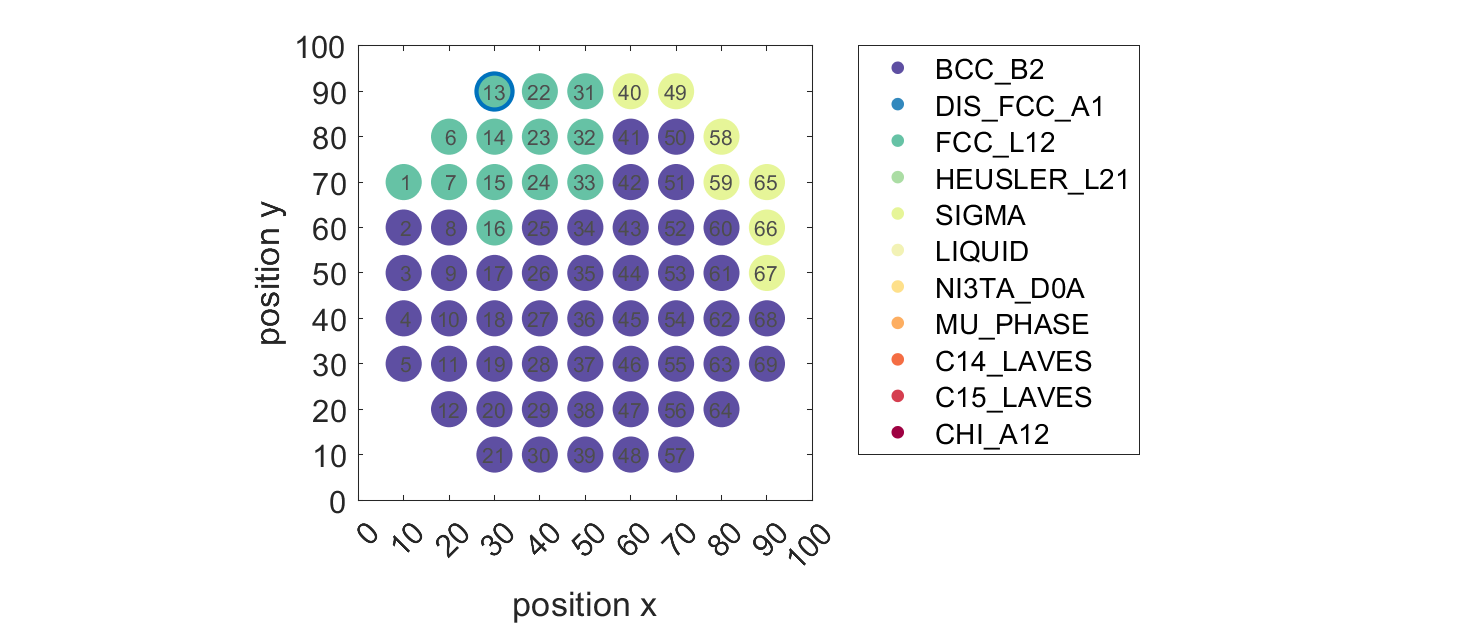 100
90 13 22 31 40 49
80 6 14 23 32 41 50 58
70 1 7 15 24 33 42 51 59 65
60 2 8 16 25 34 43 52 60 66
50 3 9 17 26 35 44 53 61 67
40 4 10 18 27 36 45 54 62 68
30 5 11 19 28 37 46 55 63 69
20 12 20 29 38 47 56 64
10 21 30 39 48 57
0
0 10 20 30 40 50 60 70 80 90 100
position x
position y
BCC_B2
DIS_FCC_A1
FCC_L12
HEUSLER_L21
SIGMA
LIQUID
NI3TA_D0A
MU_PHASE
C14_LAVES
C15_LAVES
CHI_A12